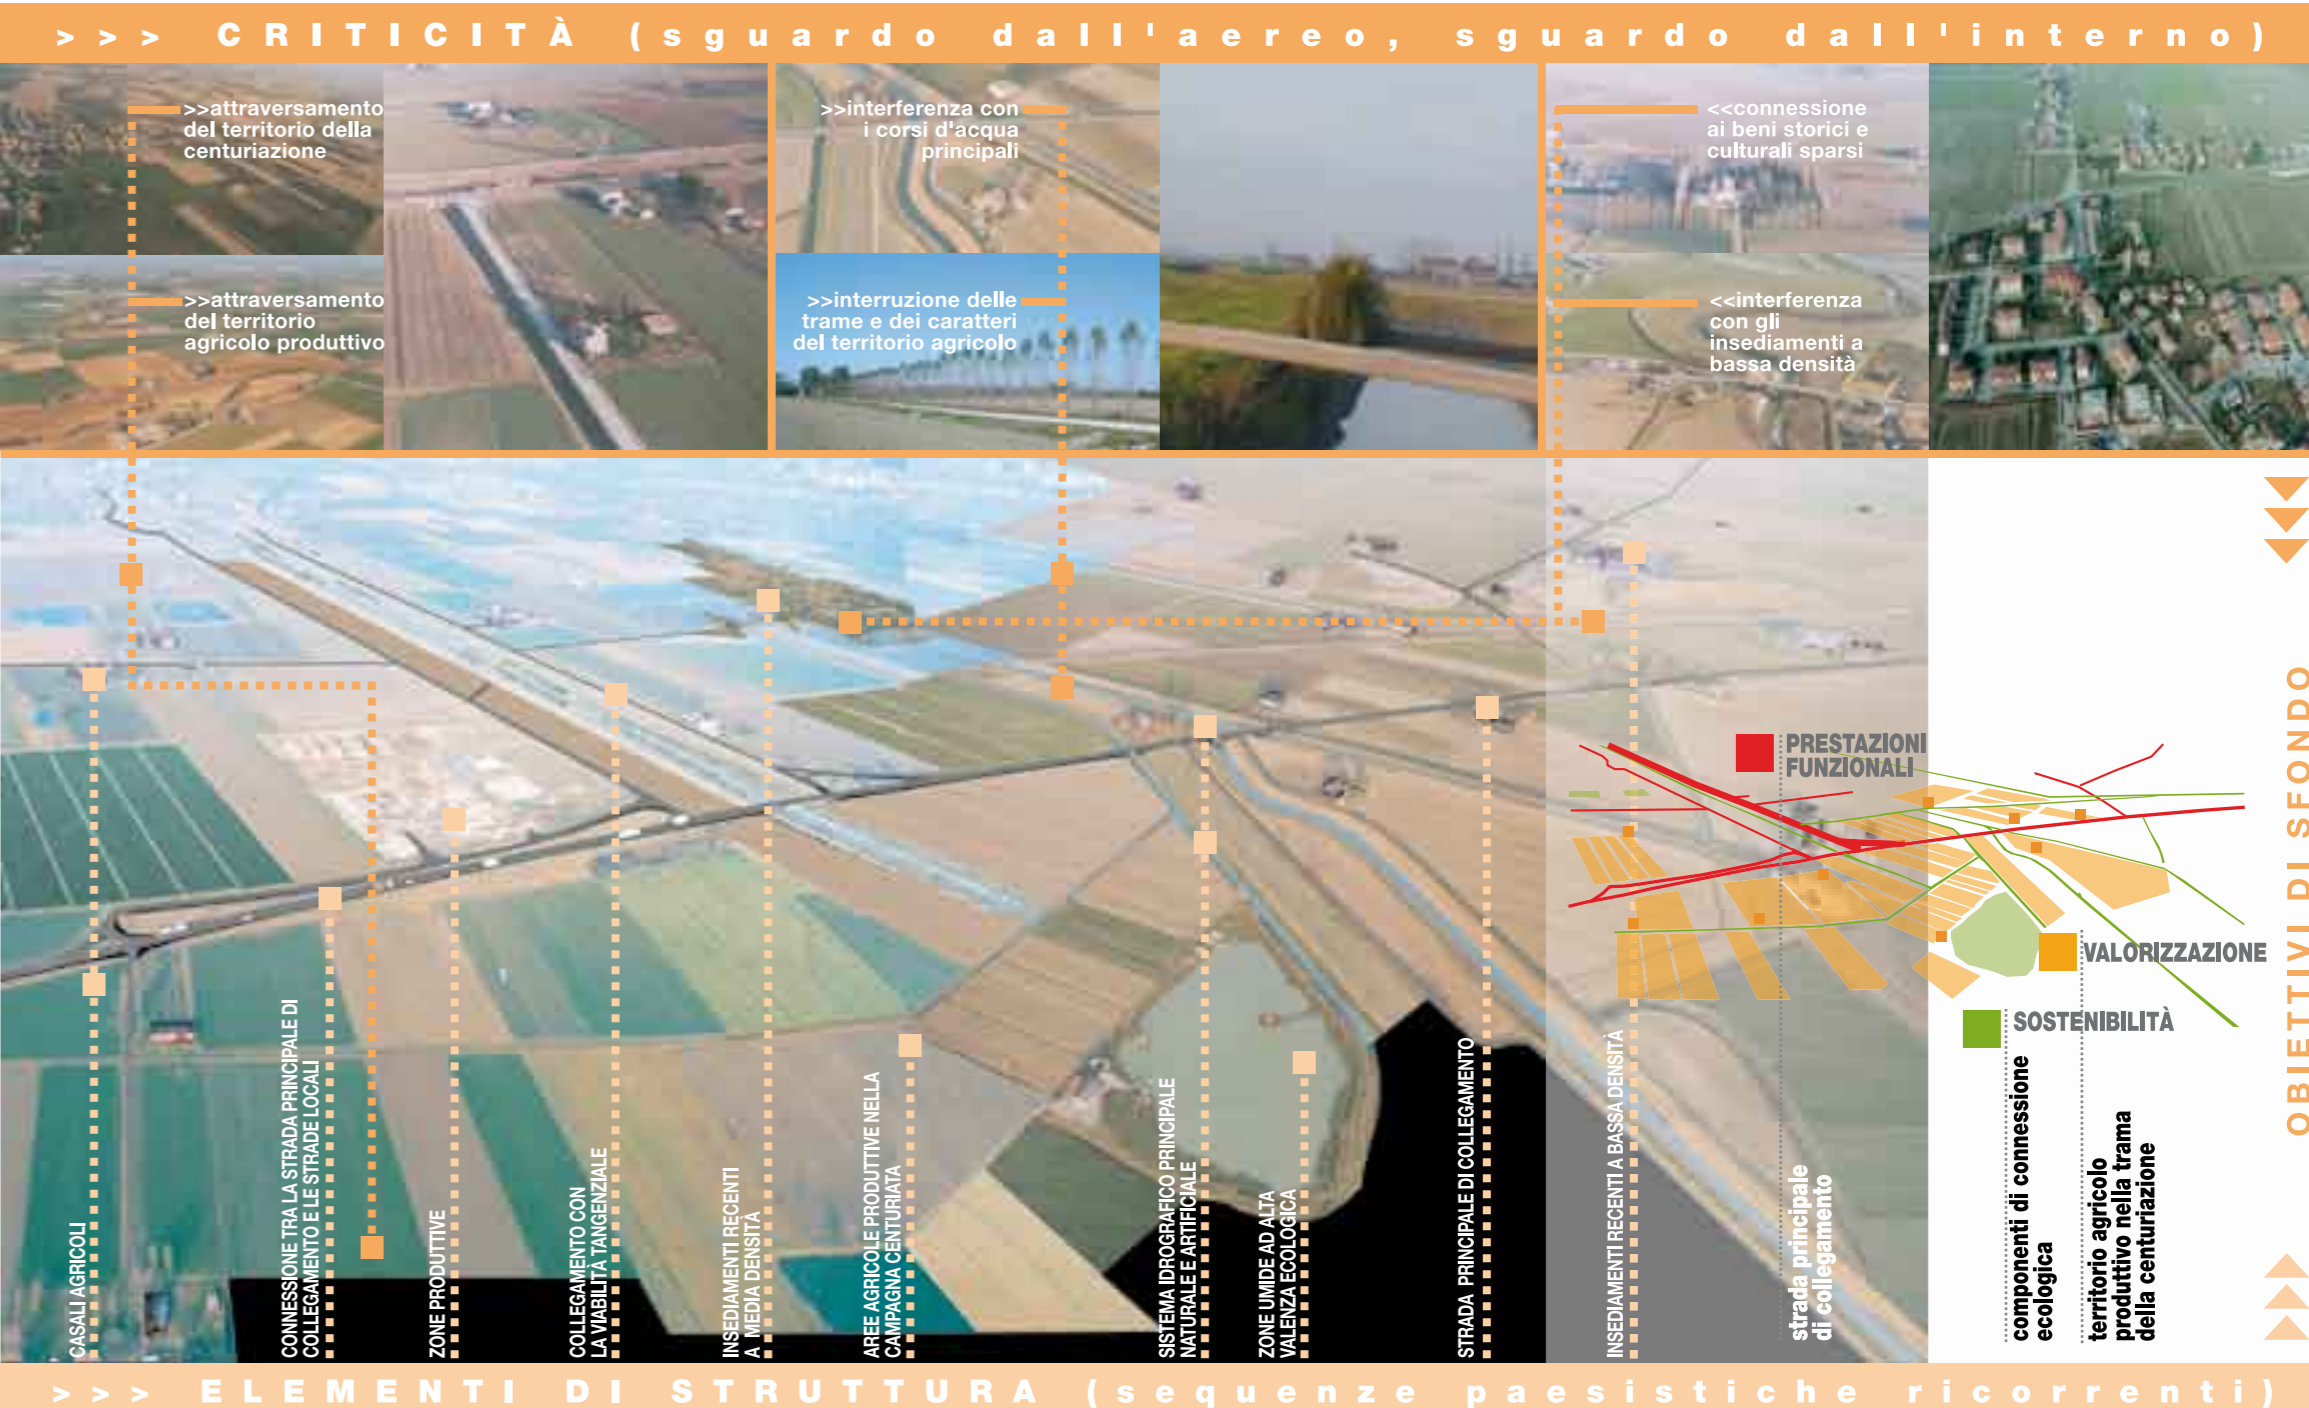 >>> CRITICITÀ (sguardo dall'aereo, sguardo dall'interno)
>>attraversamento
del territorio della
centuriazione
>>attraversamento
del territorio
agricolo produttivo
>>interferenza con
i corsi d'acqua
principali
>>interruzione delle
trame e dei caratteri
del territorio agricolo
<<connessione
ai beni storici e
culturali sparsi
<<interferenza
con gli
insediamenti a
bassa densità
CASALI AGRICOLI
CONNESSIONE TRA LA STRADA PRINCIPALE DI
COLLEGAMENTO E LE STRADE LOCALI
ZONE PRODUTTIVE
COLLEGAMENTO CON
LA VIABILITÀ TANGENZIALE
INSEDIAMENTI RECENTI
A MEDIA DENSITÀ
AREE AGRICOLE PRODUTTIVE NELLA
CAMPAGNA CENTURIATA
SISTEMA IDROGRAFICO PRINCIPALE
NATURALE E ARTIFICIALE
ZONE UMIDE AD ALTA
VALENZA ECOLOGICA
STRADA PRINCIPALE DI COLLEGAMENTO
INSEDIAMENTI RECENTI A BASSA DENSITÀ
PRESTAZIONI
FUNZIONALI
strada principale
di collegamento
VALORIZZAZIONE
SOSTENIBILITÀ
componenti di connessione
ecologica
territorio agricolo
produttivo nella trama
della centuriazione
OBIETTIVI DI SFONDO
>>> ELEMENTI DI STRUTTURA (sequenze paesistiche ricorrenti)